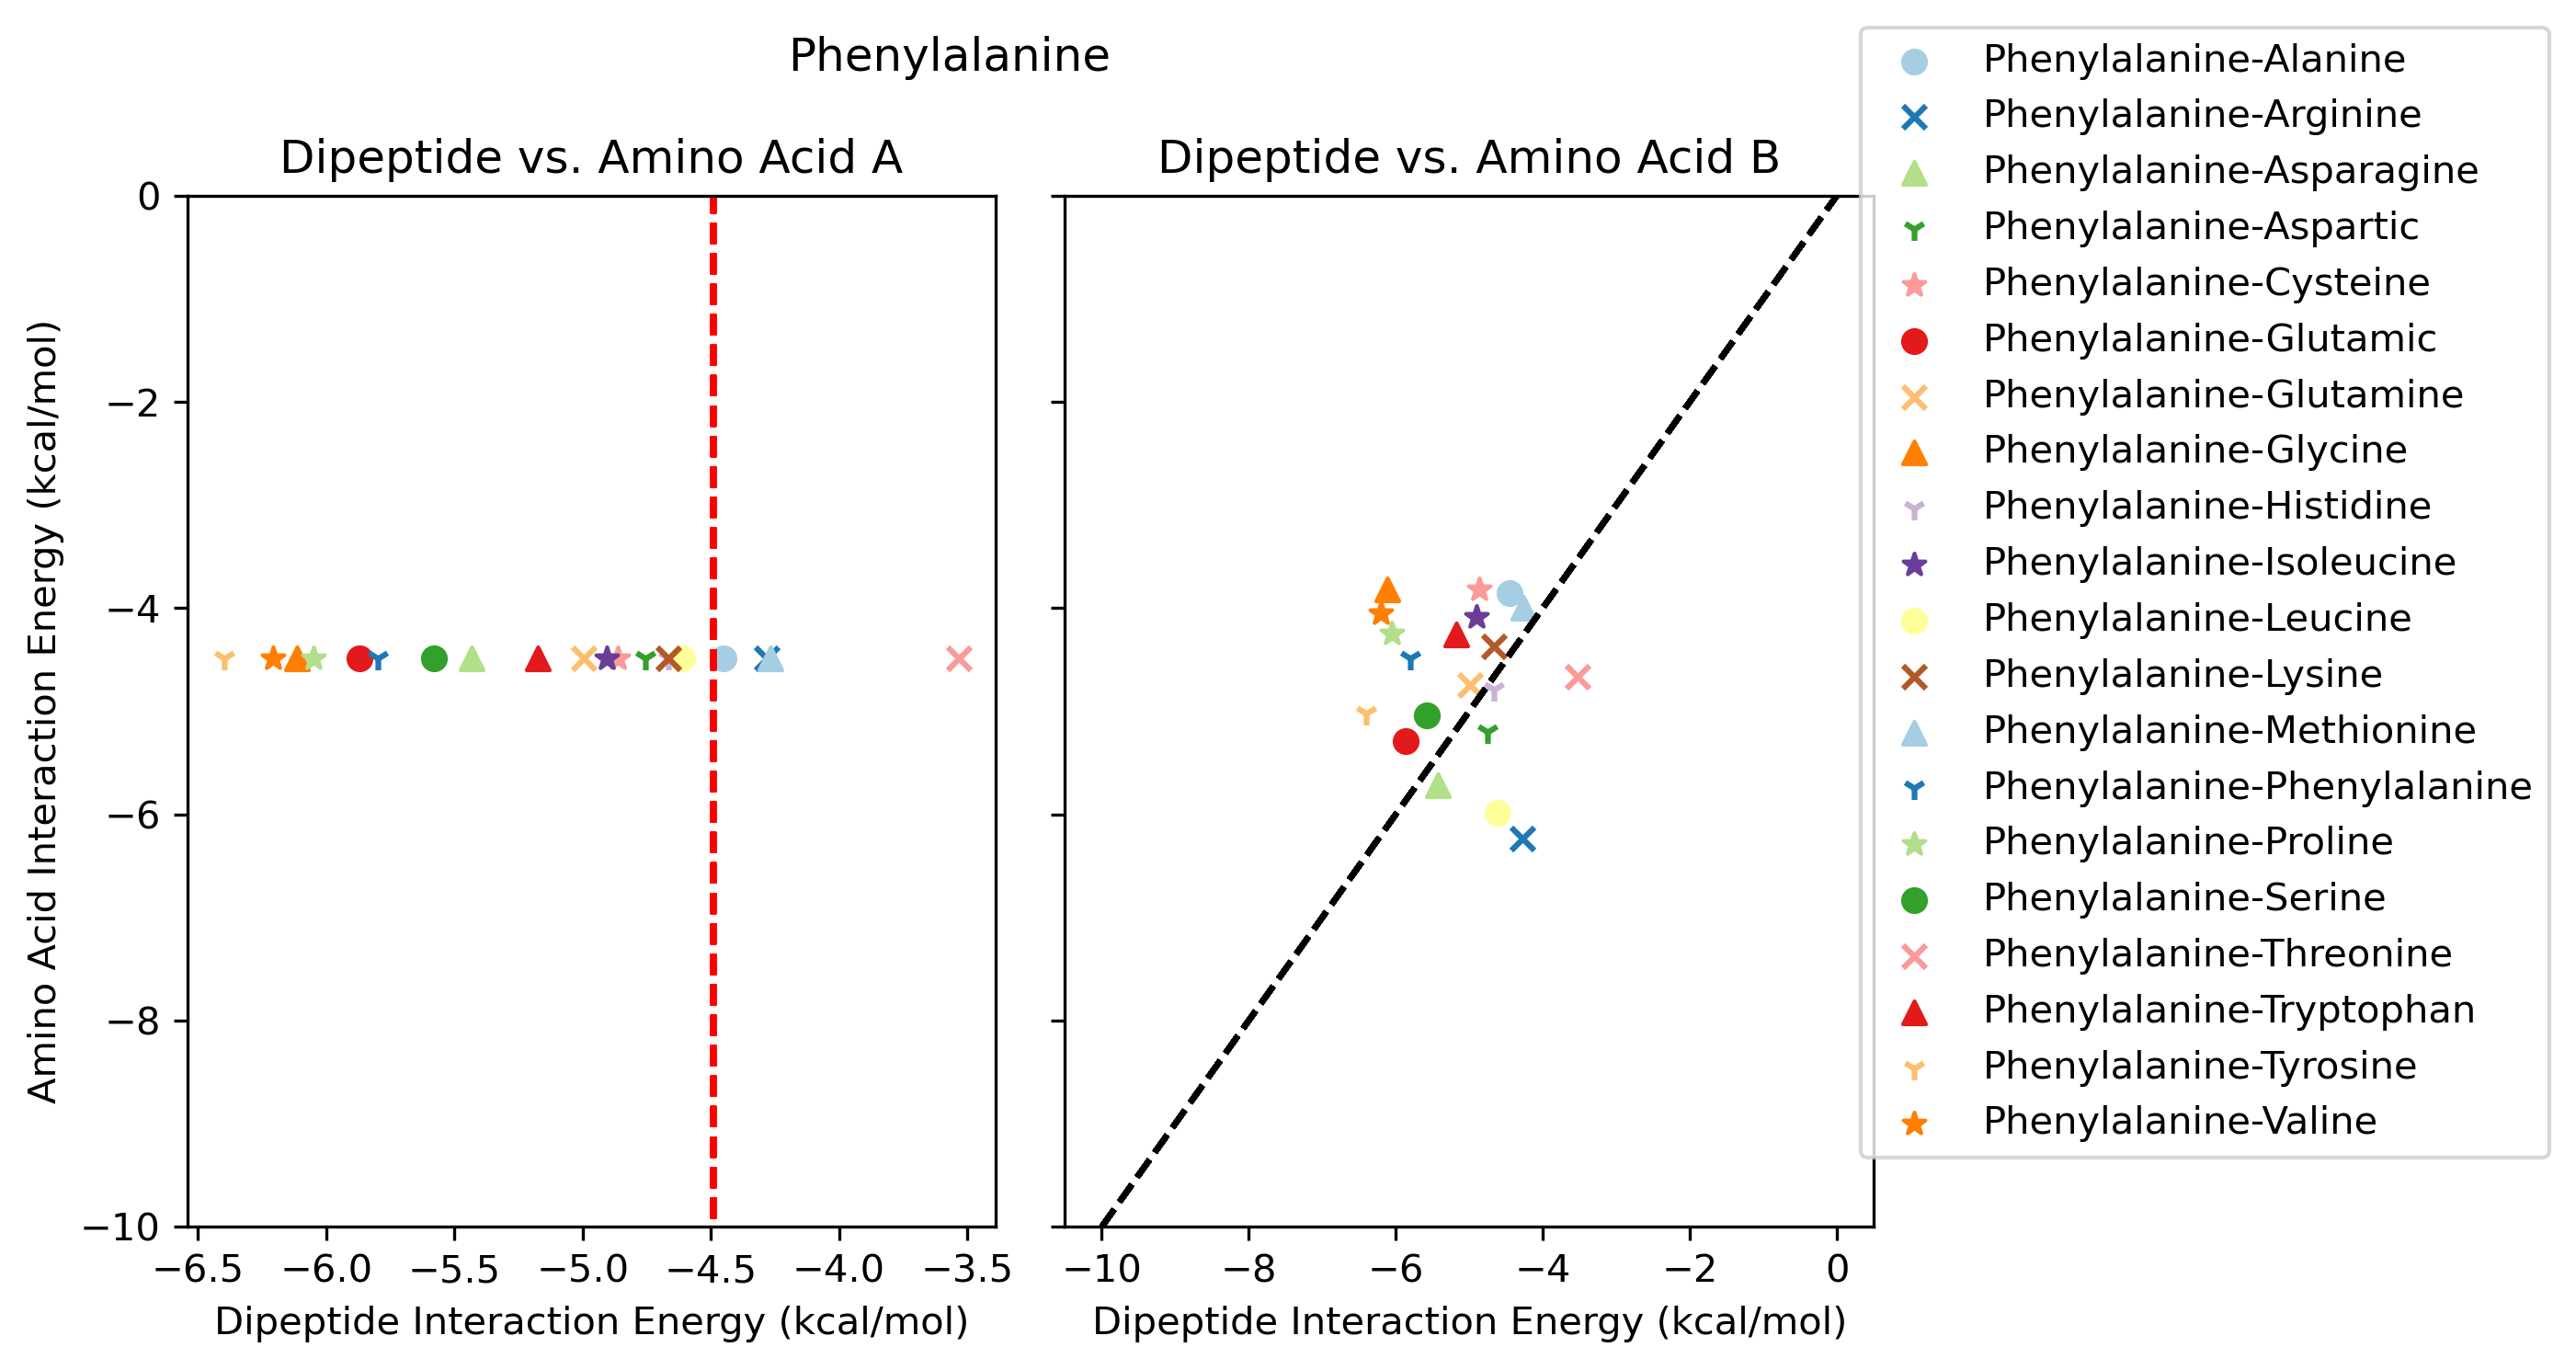 Phenylalanine
Dipeptide vs. Amino Acid A
Dipeptide vs. Amino Acid B
Amino Acid Interaction Energy (kcal/mol)
0
−2
−4
−6
−8
−10
−6.5 −6.0 −5.5 −5.0 −4.5 −4.0 −3.5
Dipeptide Interaction Energy (kcal/mol)
−10 −8 −6 −4 −2 0
Dipeptide Interaction Energy (kcal/mol)
Phenylalanine-Alanine
Phenylalanine-Arginine
Phenylalanine-Asparagine
Phenylalanine-Aspartic
Phenylalanine-Cysteine
Phenylalanine-Glutamic
Phenylalanine-Glutamine
Phenylalanine-Glycine
Phenylalanine-Histidine
Phenylalanine-Isoleucine
Phenylalanine-Leucine
Phenylalanine-Lysine
Phenylalanine-Methionine
Phenylalanine-Phenylalanine
Phenylalanine-Proline
Phenylalanine-Serine
Phenylalanine-Threonine
Phenylalanine-Tryptophan
Phenylalanine-Tyrosine
Phenylalanine-Valine